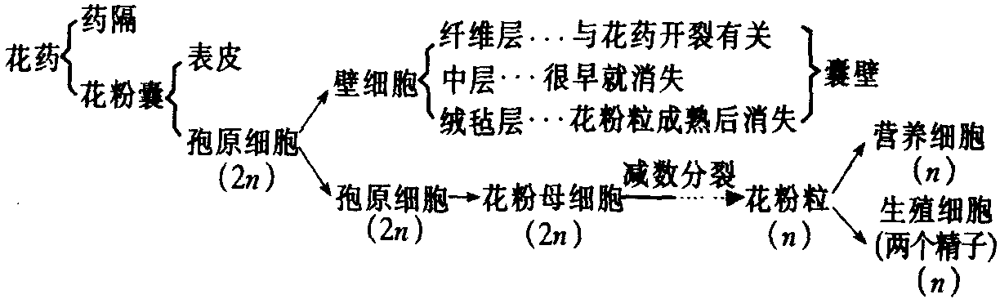 药隔
花药
花粉囊
表皮
孢原细胞
(2n)
壁细胞
纤维层···与花药开裂有关
中层···很早就消失
绒毡层···花粉粒成熟后消失
囊壁
孢原细胞
(2n)
花粉母细胞
(2n)
减数分裂
花粉粒
(n)
营养细胞
(n)
生殖细胞
(两个精子)
(n)